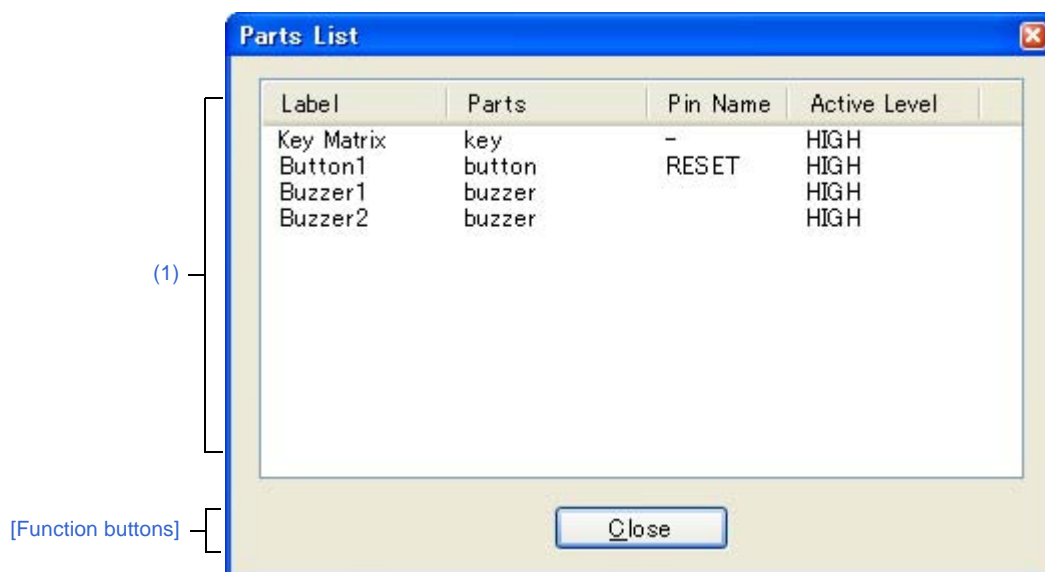 Parts List
Label Parts Pin Name Active Level
Key Matrix key - HIGH
Button1 button RESET HIGH
Buzzer1 buzzer HIGH
Buzzer2 buzzer HIGH
(1)
[Function buttons]
Close